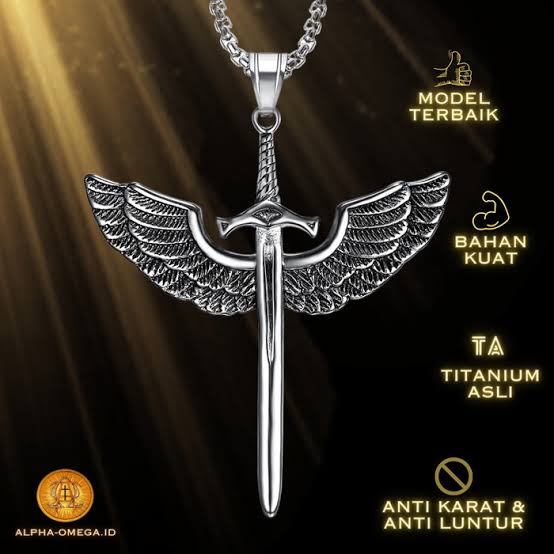 MODEL
TERBAIK
BAHAN
KUAT
TA
TITANIUM
ASLI
ANTI KARAT &
ANTI LUNTUR
ALPHA-OMEGA.ID